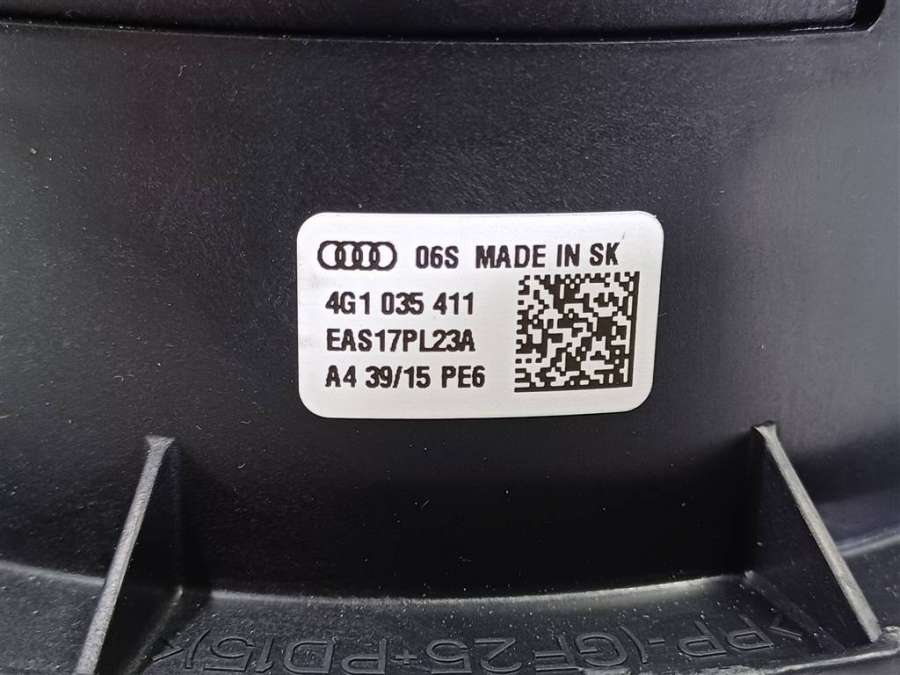 06S MADE IN SK
4G1 035 411
EAS17PL23A
A4 39/15 PE6
>PP-(GF25+PD15)<